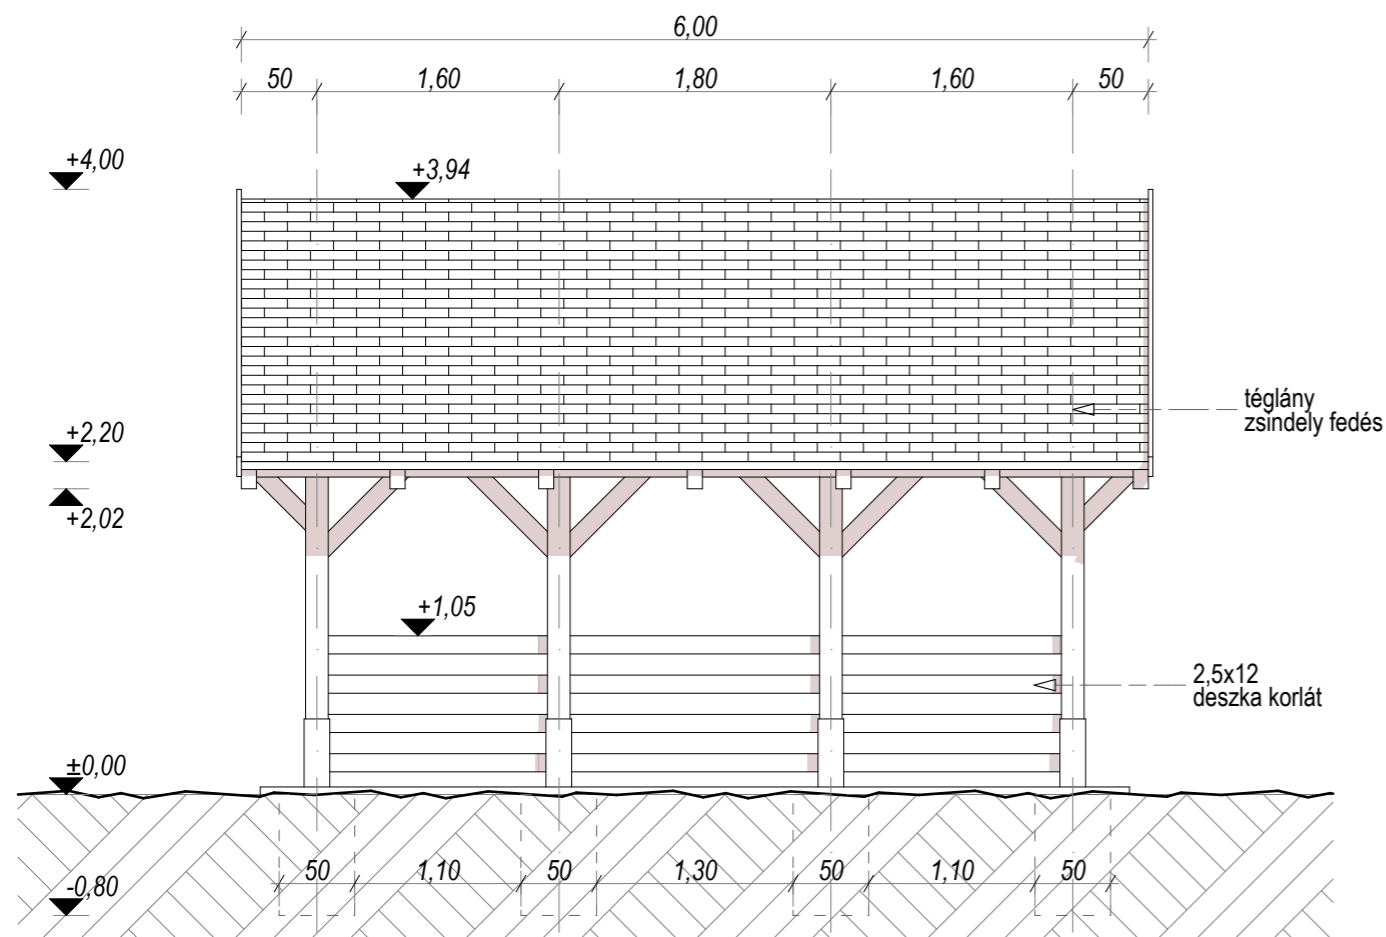 6,00
50 1,60 1,80 1,60 50
+4,00
+3,94
téglány
zsindely fedés
+2,20
+2,02
+1,05
2,5x12
deszka korlát
±0,00
50 1,10 50 1,30 50 1,10 50
-0,80